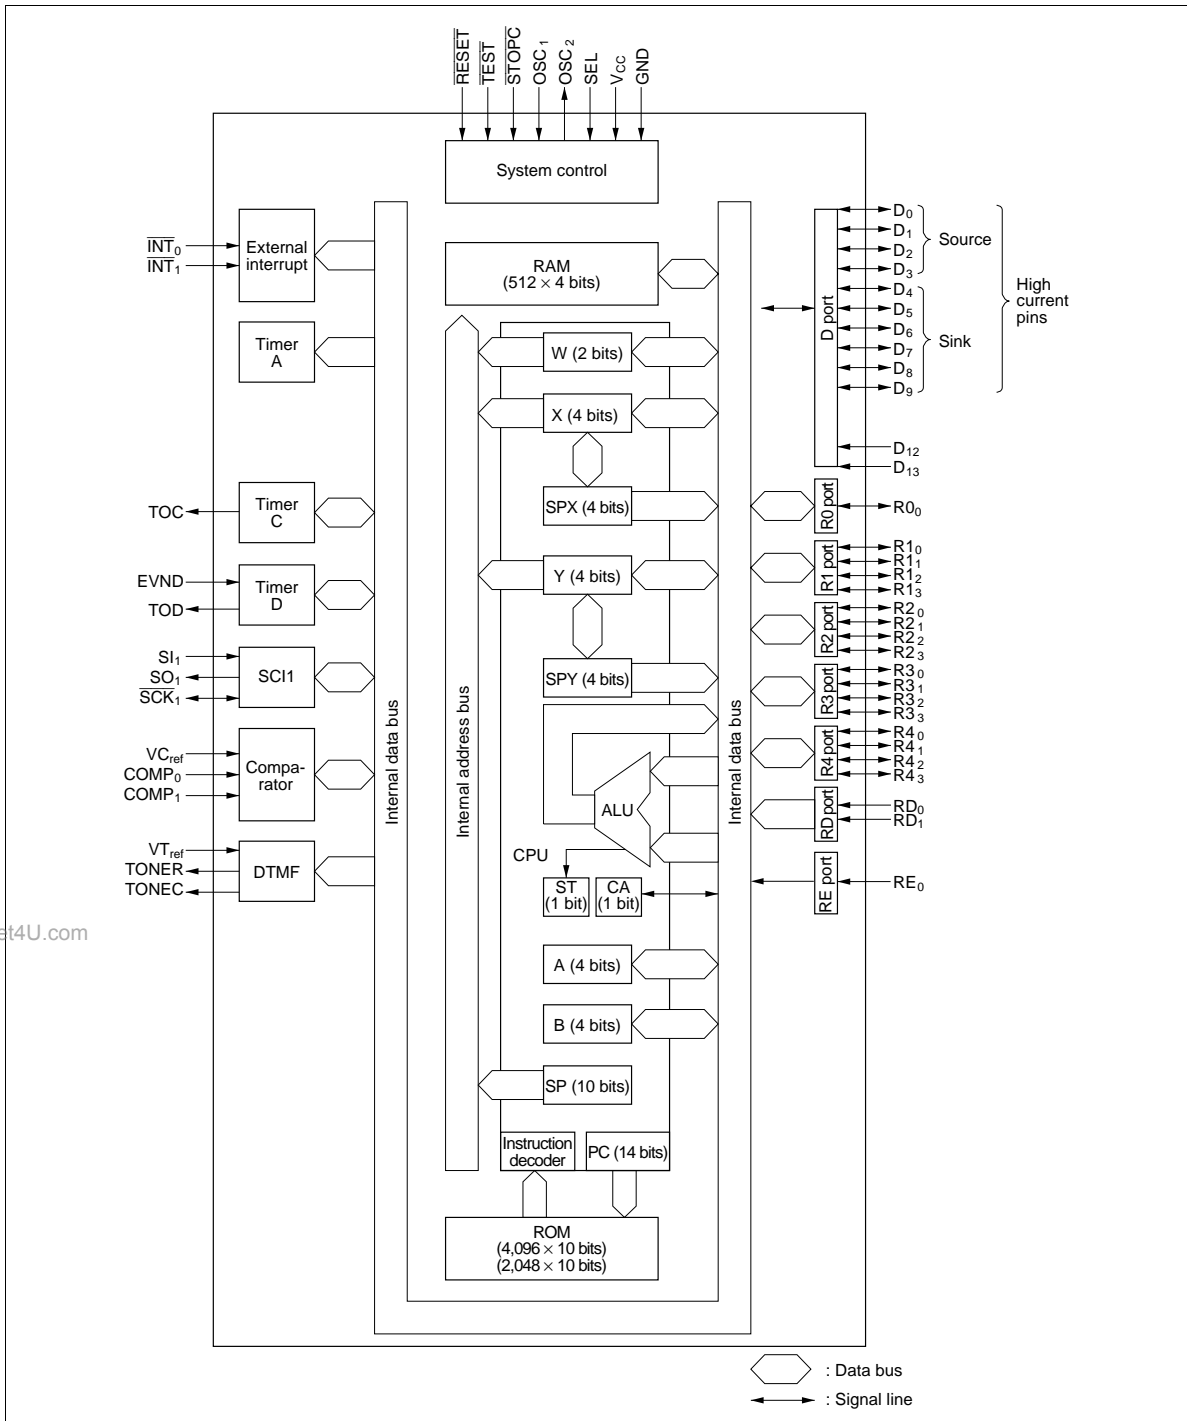 RESET
TEST
STOPC
OSC1
OSC2
SEL
VCC
GND
System control
INT0
INT1
External
interrupt
RAM
(512 × 4 bits)
D port
D0
D1
D2
D3
D4
D5
D6
D7
D8
D9
D12
D13
Source
Sink
High
current
pins
Timer
A
W (2 bits)
X (4 bits)
TOC
Timer
C
SPX (4 bits)
R0 port
R00
EVND
TOD
Timer
D
Y (4 bits)
R1 port
R10
R11
R12
R13
R2 port
R20
R21
R22
R23
SI1
SO1
SCK1
SCI1
SPY (4 bits)
R3 port
R30
R31
R32
R33
Internal data bus
Internal address bus
Internal data bus
VCref
COMP0
COMP1
Compa-
rator
ALU
R4 port
R40
R41
R42
R43
RD port
RD0
RD1
VTref
TONER
TONEC
DTMF
CPU
ST
(1 bit)
CA
(1 bit)
RE port
RE0
et4U.com
A (4 bits)
B (4 bits)
SP (10 bits)
Instruction
decoder
PC (14 bits)
ROM
(4,096 × 10 bits)
(2,048 × 10 bits)
: Data bus
: Signal line